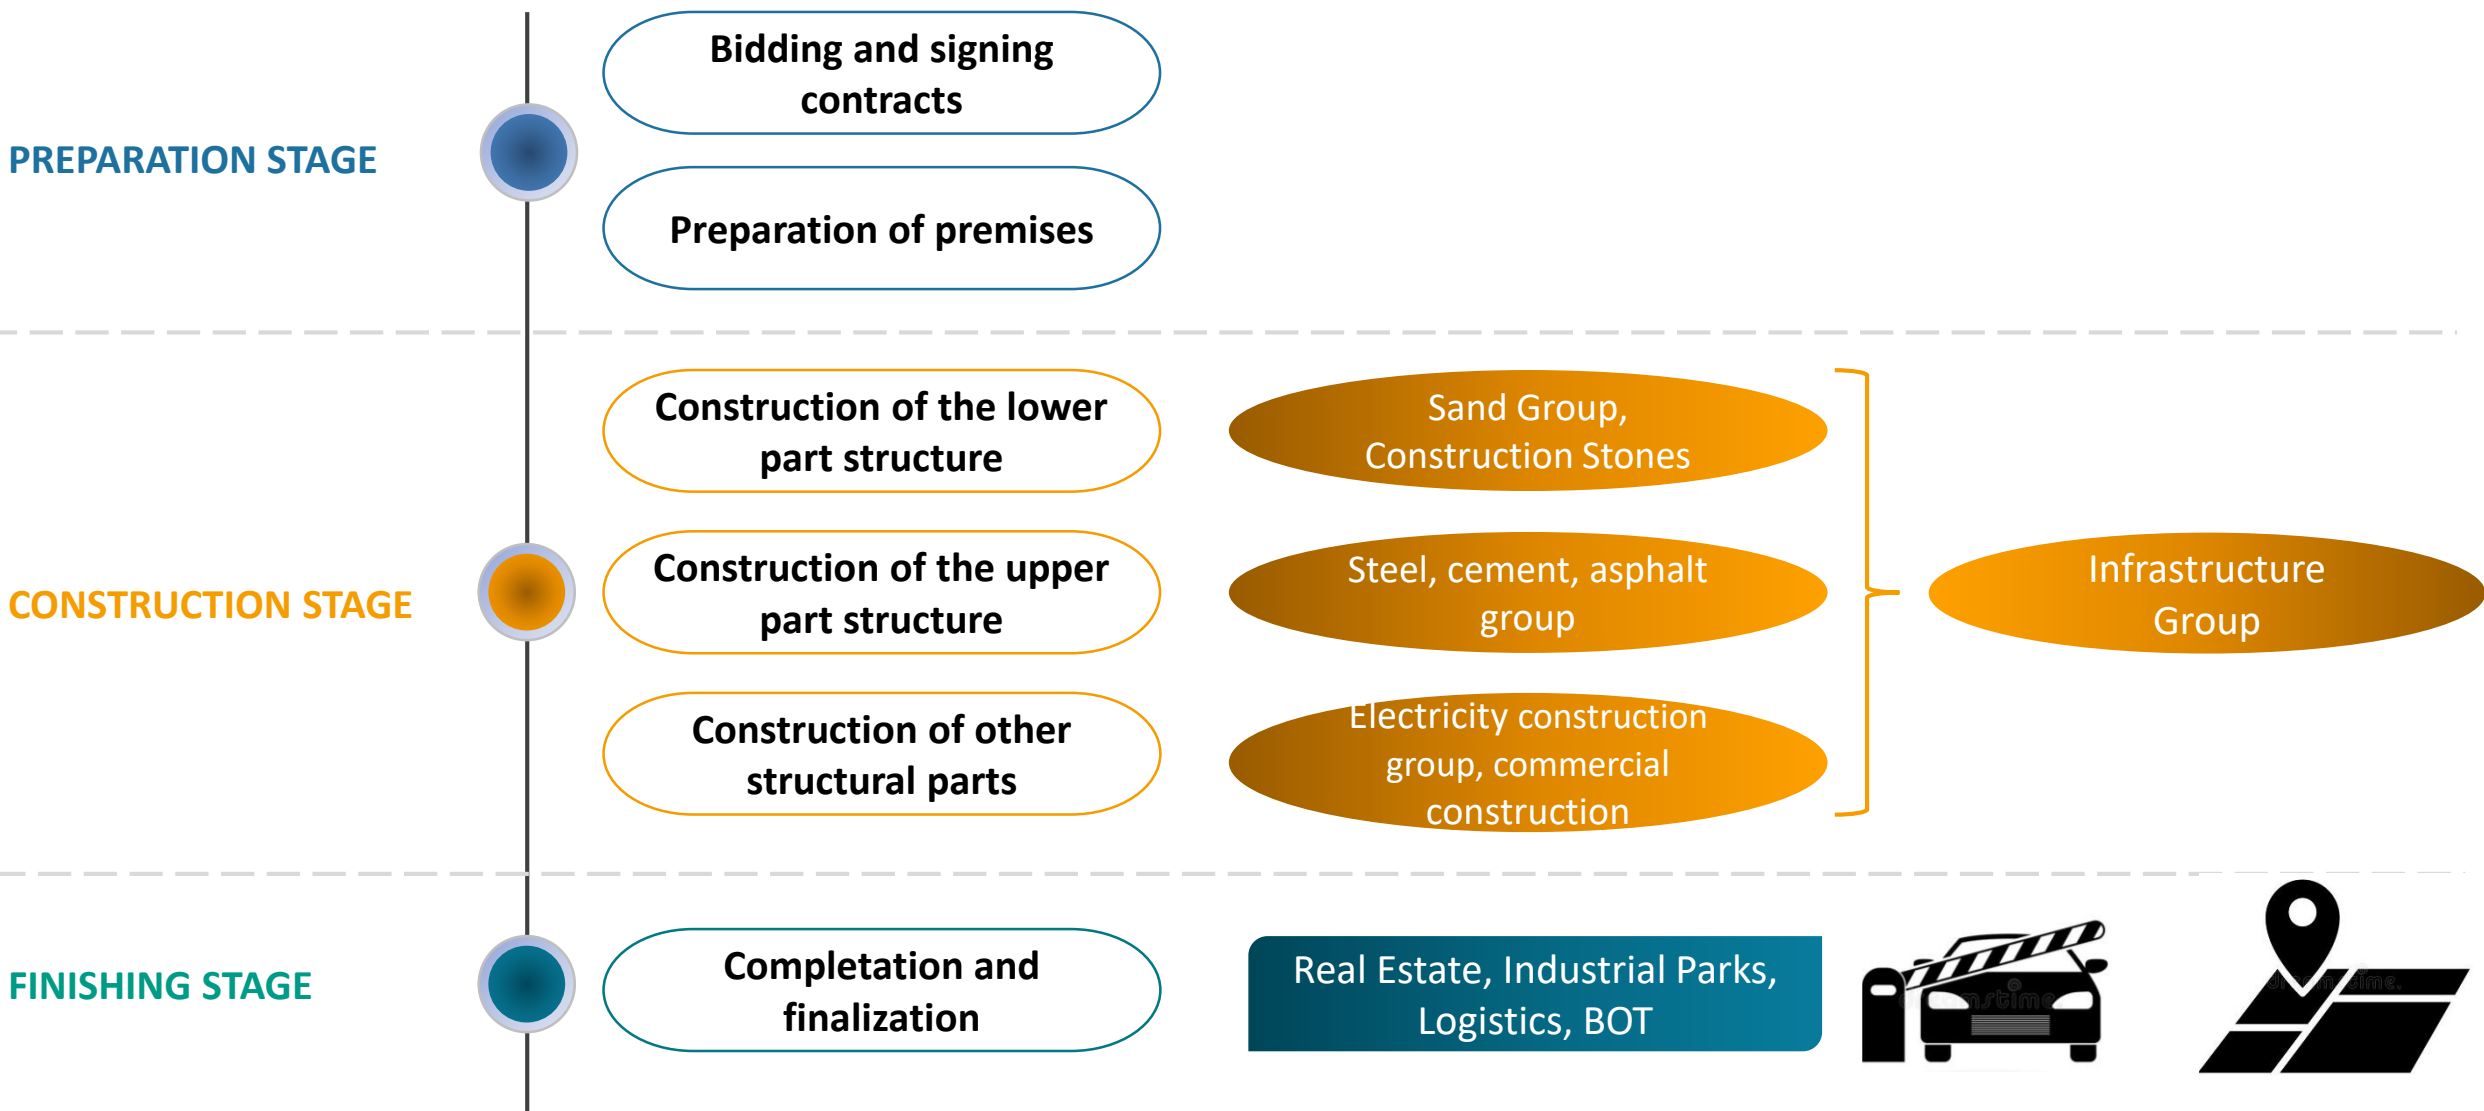 PREPARATION STAGE
Bidding and signing
contracts
Preparation of premises
CONSTRUCTION STAGE
Construction of the lower
part structure
Sand Group,
Construction Stones
Construction of the upper
part structure
Steel, cement, asphalt
group
Construction of other
structural parts
Electricity construction
group, commercial
construction
Infrastructure
Group
FINISHING STAGE
Completation and
finalization
Real Estate, Industrial Parks,
Logistics, BOT